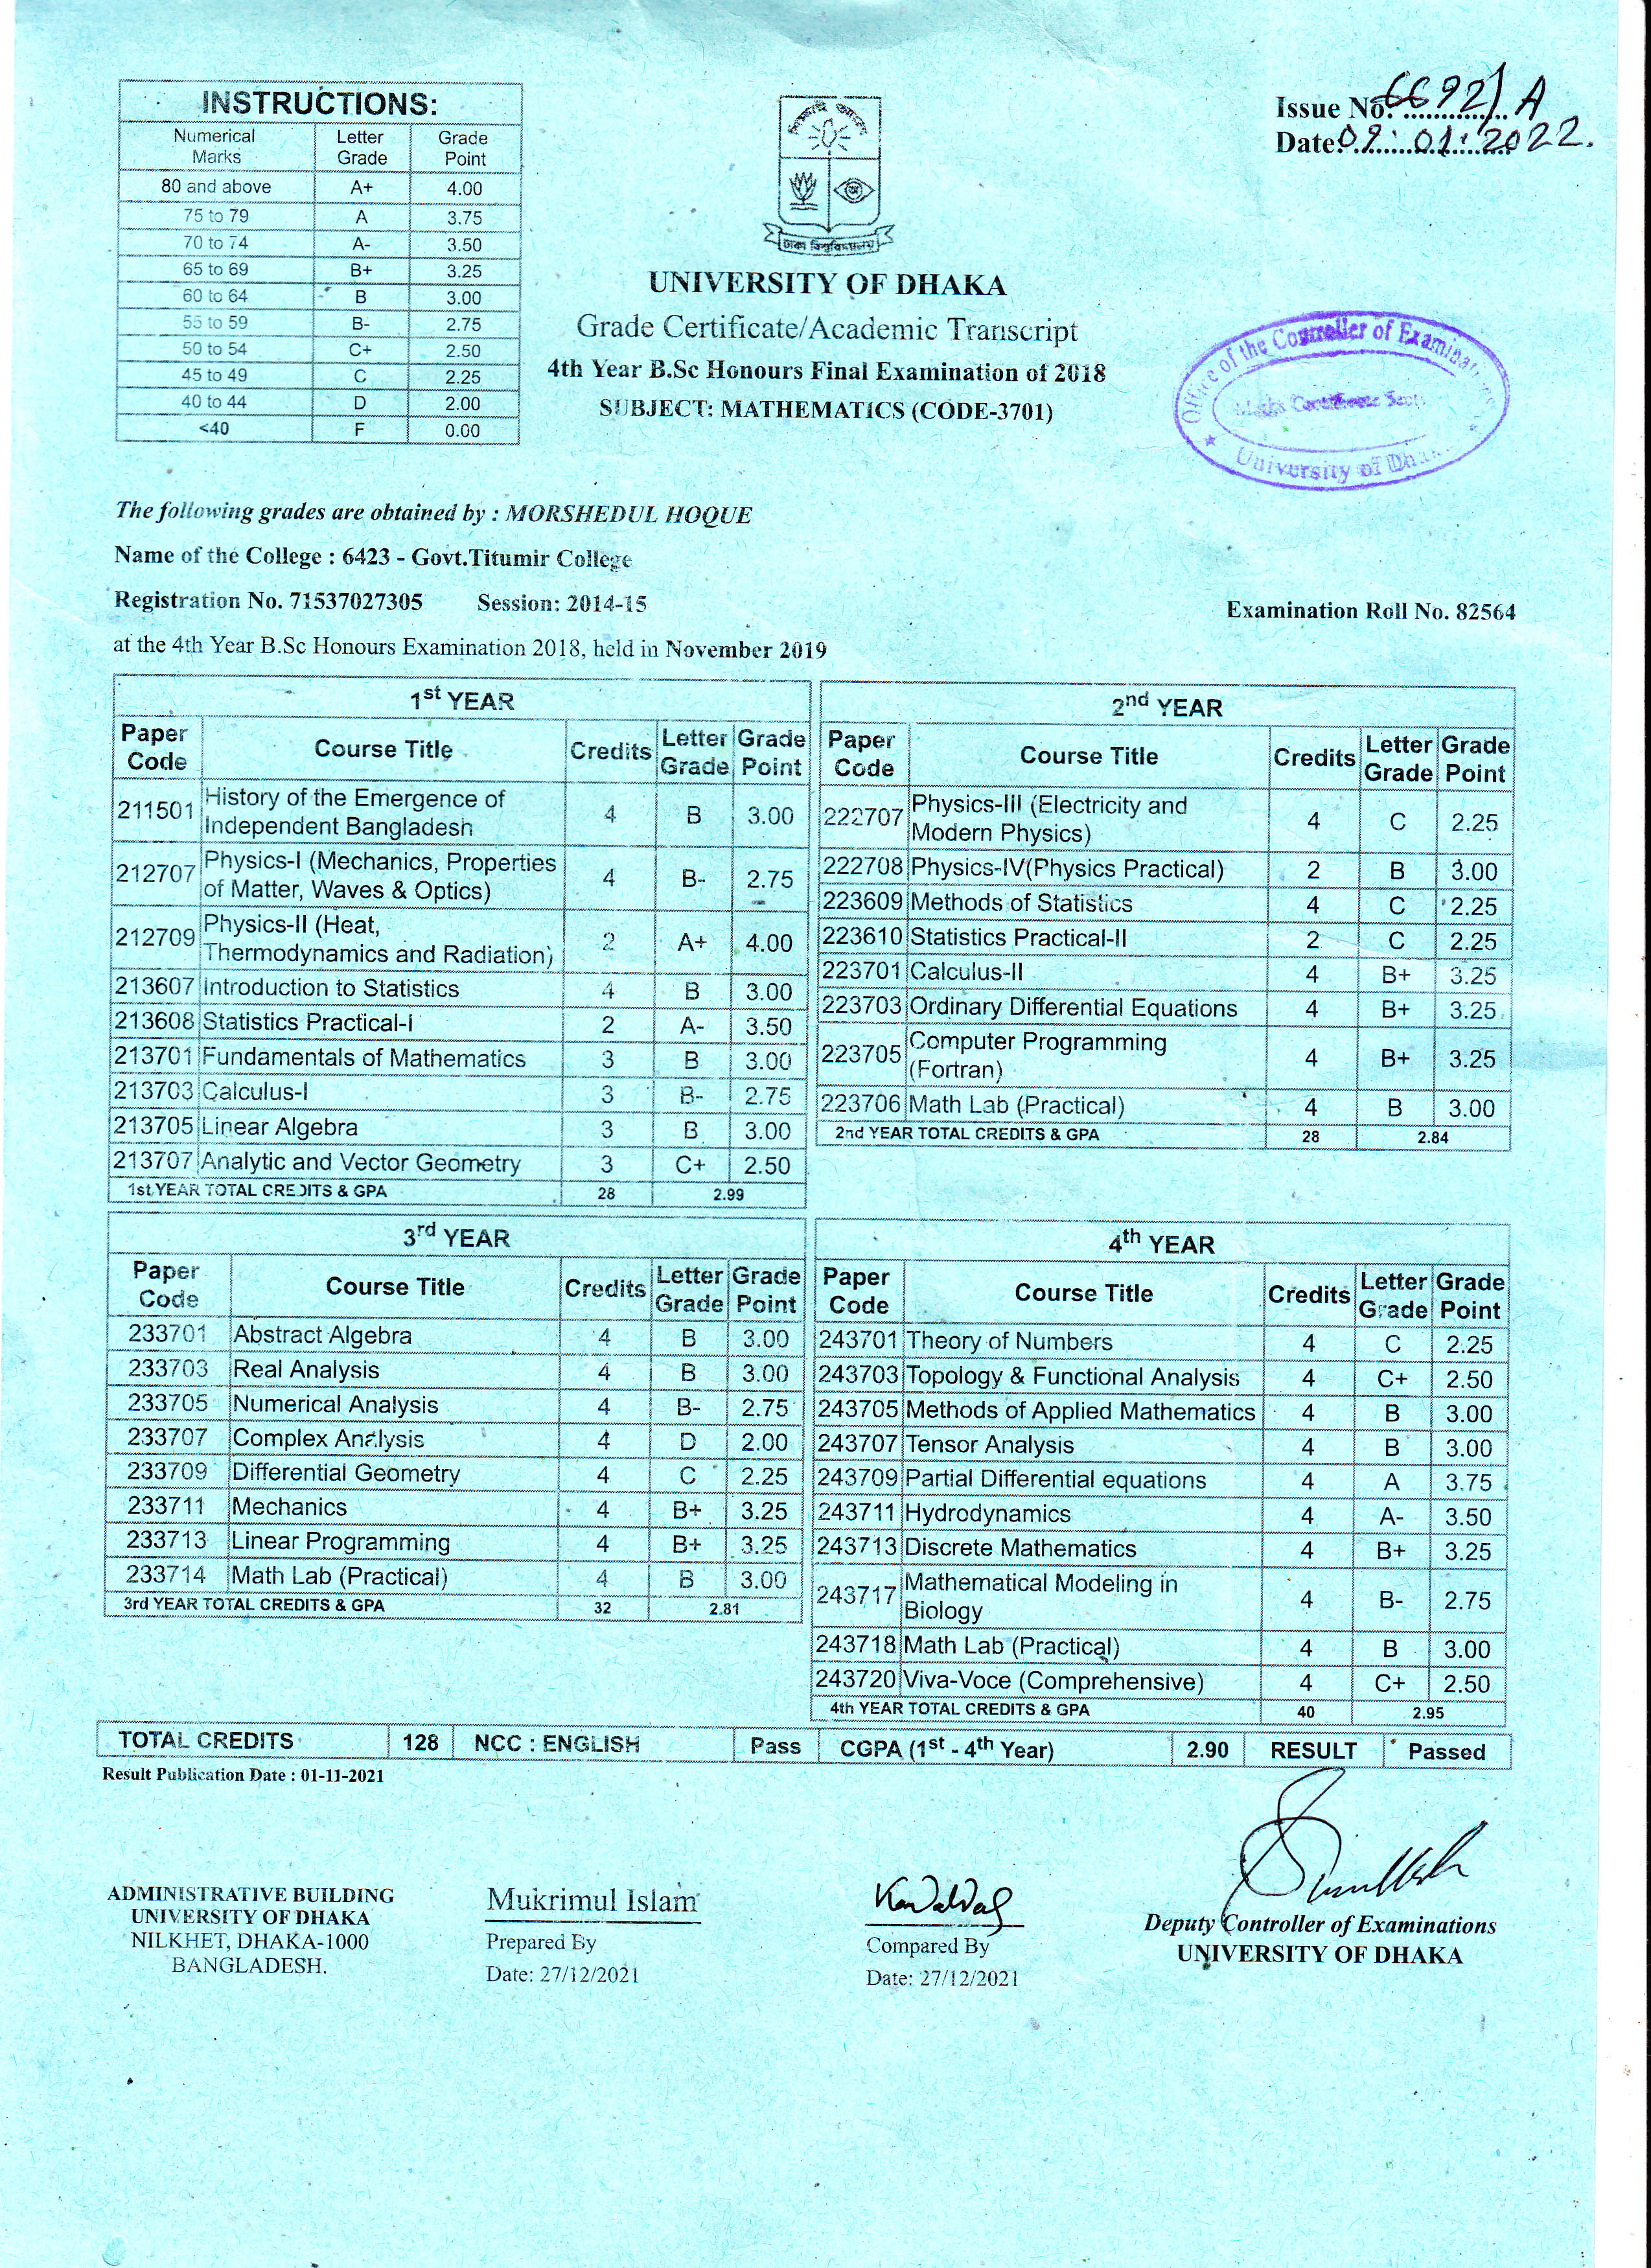 INSTRUCTIONS:
Numerical Marks Letter Grade Grade Point
80 and above A+ 4.00
75 to 79 A 3.75
70 to 74 A- 3.50
65 to 69 B+ 3.25
60 to 64 B 3.00
55 to 59 B- 2.75
50 to 54 C+ 2.50
45 to 49 C 2.25
40 to 44 D 2.00
<40 F 0.00
Issue No. 6692/A
Date: 09.01.2022.
UNIVERSITY OF DHAKA
Grade Certificate/Academic Transcript
4th Year B.Sc Honours Final Examination of 2018
SUBJECT: MATHEMATICS (CODE-3701)
Office of the Controller of Examinat
University of Dha
The following grades are obtained by : MORSHEDUL HOQUE
Name of the College : 6423 - Govt.Titumir College
Registration No. 71537027305 Session: 2014-15
Examination Roll No. 82564
at the 4th Year B.Sc Honours Examination 2018, held in November 2019
1st YEAR
Paper Code Course Title Credits Letter Grade Grade Point
211501 History of the Emergence of Independent Bangladesh 4 B 3.00
212707 Physics-I (Mechanics, Properties of Matter, Waves & Optics) 4 B- 2.75
212709 Physics-II (Heat, Thermodynamics and Radiation) 2 A+ 4.00
213607 Introduction to Statistics 4 B 3.00
213608 Statistics Practical-I 2 A- 3.50
213701 Fundamentals of Mathematics 3 B 3.00
213703 Calculus-I 3 B- 2.75
213705 Linear Algebra 3 B 3.00
213707 Analytic and Vector Geometry 3 C+ 2.50
1st YEAR TOTAL CREDITS & GPA 28 2.99
2nd YEAR
Paper Code Course Title Credits Letter Grade Grade Point
222707 Physics-III (Electricity and Modern Physics) 4 C 2.25
222708 Physics-IV(Physics Practical) 2 B 3.00
223609 Methods of Statistics 4 C 2.25
223610 Statistics Practical-II 2 C 2.25
223701 Calculus-II 4 B+ 3.25
223703 Ordinary Differential Equations 4 B+ 3.25
223705 Computer Programming (Fortran) 4 B+ 3.25
223706 Math Lab (Practical) 4 B 3.00
2nd YEAR TOTAL CREDITS & GPA 28 2.84
3rd YEAR
Paper Code Course Title Credits Letter Grade Grade Point
233701 Abstract Algebra 4 B 3.00
233703 Real Analysis 4 B 3.00
233705 Numerical Analysis 4 B- 2.75
233707 Complex Analysis 4 D 2.00
233709 Differential Geometry 4 C 2.25
233711 Mechanics 4 B+ 3.25
233713 Linear Programming 4 B+ 3.25
233714 Math Lab (Practical) 4 B 3.00
3rd YEAR TOTAL CREDITS & GPA 32 2.81
4th YEAR
Paper Code Course Title Credits Letter Grade Grade Point
243701 Theory of Numbers 4 C 2.25
243703 Topology & Functional Analysis 4 C+ 2.50
243705 Methods of Applied Mathematics 4 B 3.00
243707 Tensor Analysis 4 B 3.00
243709 Partial Differential equations 4 A 3.75
243711 Hydrodynamics 4 A- 3.50
243713 Discrete Mathematics 4 B+ 3.25
243717 Mathematical Modeling in Biology 4 B- 2.75
243718 Math Lab (Practical) 4 B 3.00
243720 Viva-Voce (Comprehensive) 4 C+ 2.50
4th YEAR TOTAL CREDITS & GPA 40 2.95
TOTAL CREDITS 128 NCC : ENGLISH Pass CGPA (1st - 4th Year) 2.90 RESULT Passed
Result Publication Date : 01-11-2021
ADMINISTRATIVE BUILDING
UNIVERSITY OF DHAKA
NILKHET, DHAKA-1000
BANGLADESH.
Mukrimul Islam
Prepared By
Date: 27/12/2021
Compared By
Date: 27/12/2021
Deputy Controller of Examinations
UNIVERSITY OF DHAKA